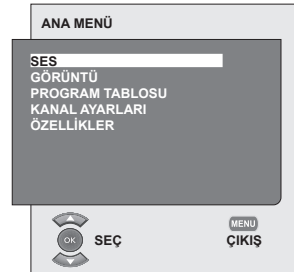 ANA MENÜ
SES
GÖRÜNTÜ
PROGRAM TABLOSU
KANAL AYARLARI
ÖZELLİKLER
OK SEÇ
MENU
ÇIKIŞ